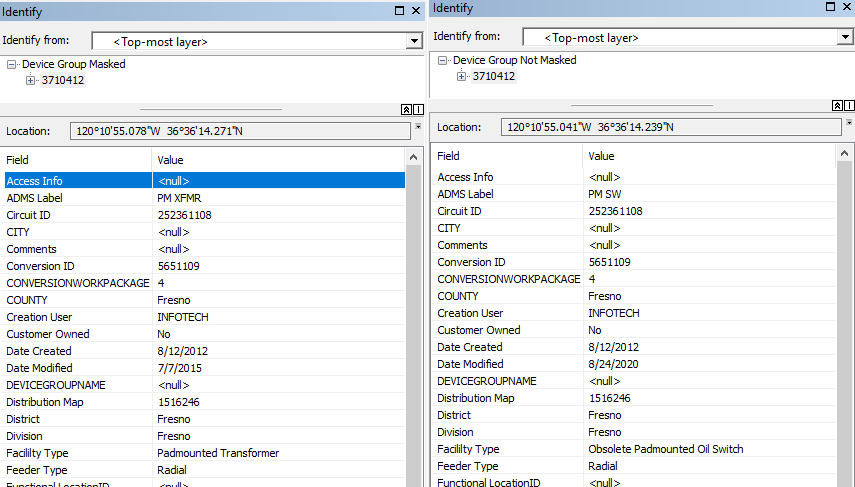 Identify
Identify from: <Top-most layer>
Device Group Masked
3710412
Location: 120°10'55.078"W 36°36'14.271"N
Field Value
Access Info <null>
ADMS Label PM XFMR
Circuit ID 252361108
CITY <null>
Comments <null>
Conversion ID 5651109
CONVERSIONWORKPACKAGE 4
COUNTY Fresno
Creation User INFOTECH
Customer Owned No
Date Created 8/12/2012
Date Modified 7/7/2015
DEVICEGROUPNAME <null>
Distribution Map 1516246
District Fresno
Division Fresno
Facililty Type Padmounted Transformer
Feeder Type Radial
Functional LocationID <null>
Identify
Identify from: <Top-most layer>
Device Group Not Masked
3710412
Location: 120°10'55.041"W 36°36'14.239"N
Field Value
Access Info <null>
ADMS Label PM SW
Circuit ID 252361108
CITY <null>
Comments <null>
Conversion ID 5651109
CONVERSIONWORKPACKAGE 4
COUNTY Fresno
Creation User INFOTECH
Customer Owned No
Date Created 8/12/2012
Date Modified 8/24/2020
DEVICEGROUPNAME <null>
Distribution Map 1516246
District Fresno
Division Fresno
Facililty Type Obsolete Padmounted Oil Switch
Feeder Type Radial
Functional LocationID <null>